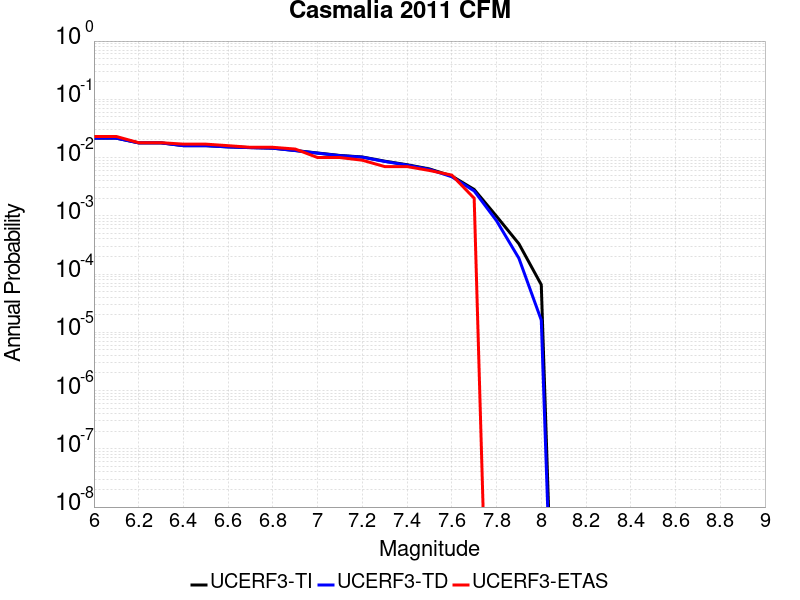 Casmalia 2011 CFM
10^0
10^-1
10^-2
10^-3
10^-4
10^-5
10^-6
10^-7
10^-8
Annual Probability
6 6.2 6.4 6.6 6.8 7 7.2 7.4 7.6 7.8 8 8.2 8.4 8.6 8.8 9
Magnitude
UCERF3-TI UCERF3-TD UCERF3-ETAS